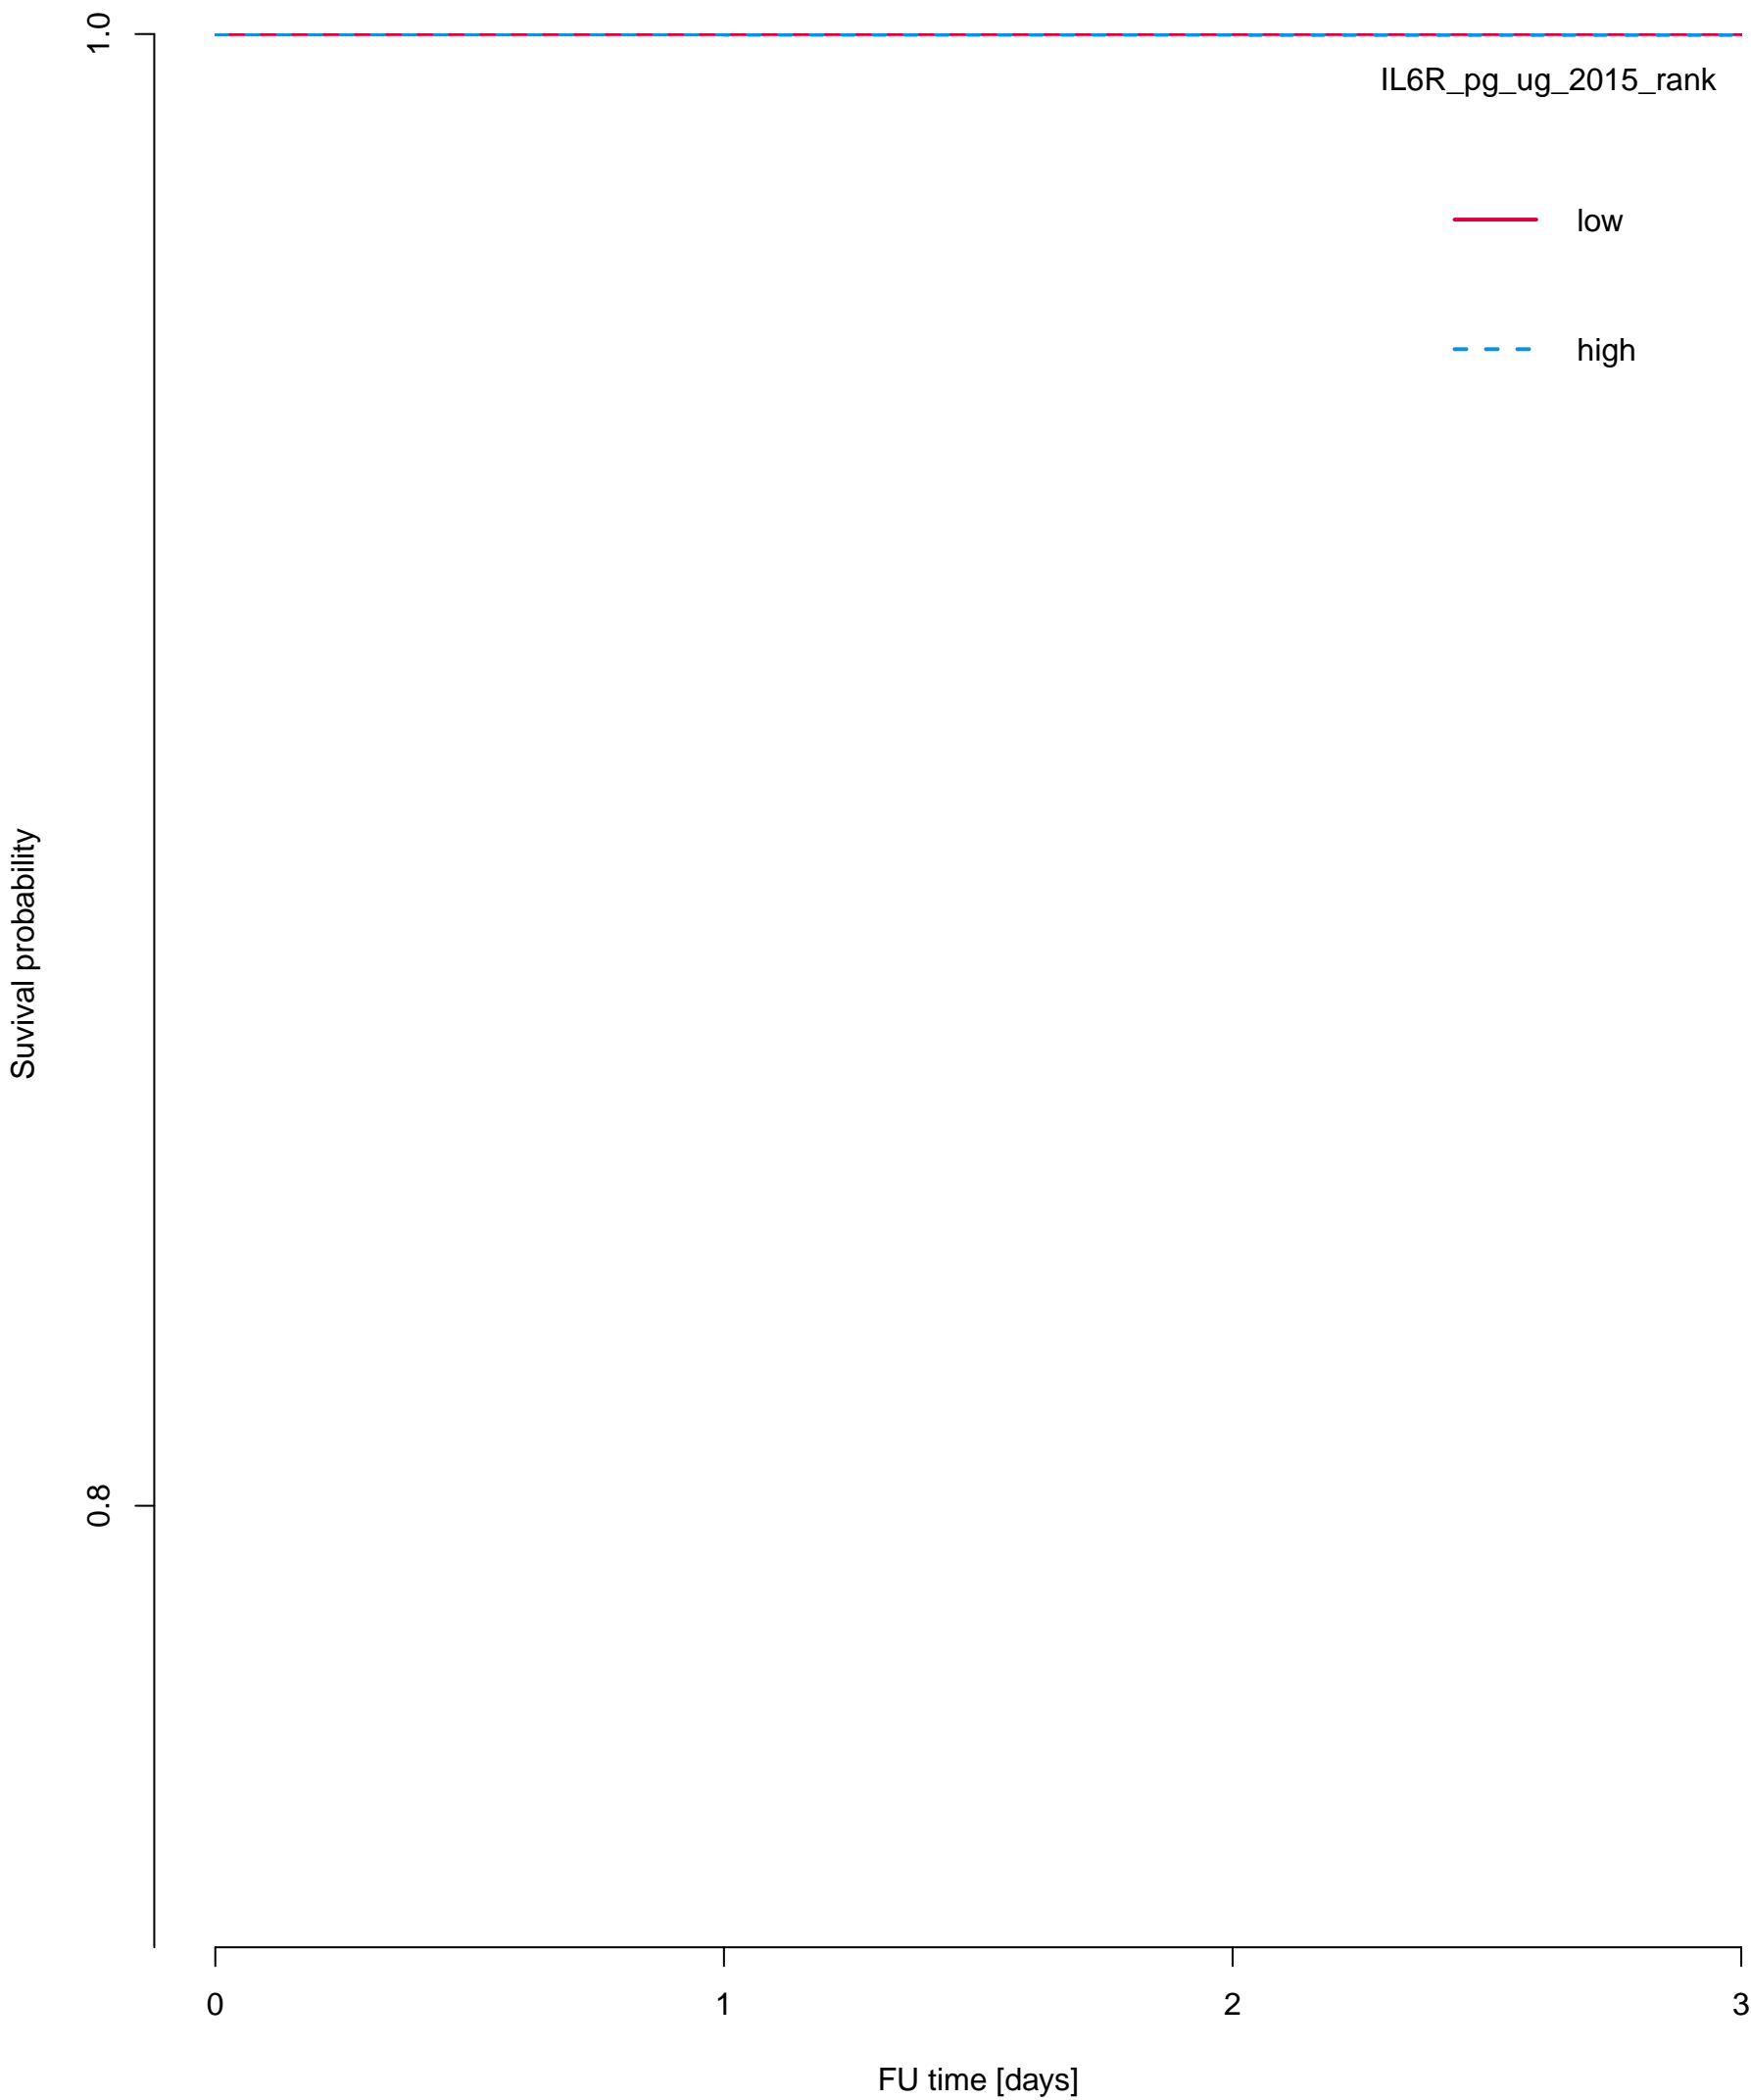 1.0
IL6R_pg_ug_2015_rank
low
high
Suvival probability
0.8
0 1 2 3
FU time [days]